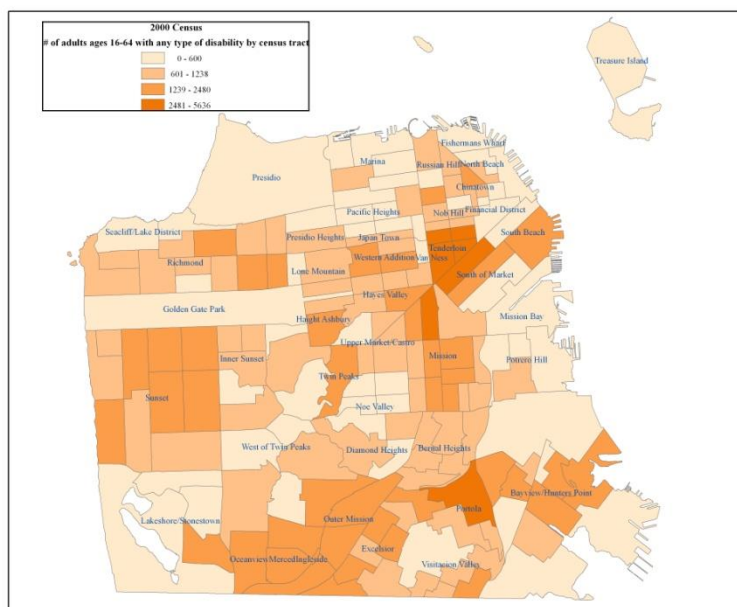 2000 Census
# of adults ages 16-64 with any type of disability by census tract
0 - 600
601 - 1238
1239 - 2480
2481 - 5636
Treasure Island
Fishermans Wharf
Marina
Russian Hill
North Beach
Presidio
Chinatown
Pacific Heights
Nob Hill
Financial District
Seacliff/Lake District
South Beach
Presidio Heights
Japan Town
Tenderloin
Richmond
Western Addition
Van Ness
Lone Mountain
South of Market
Hayes Valley
Golden Gate Park
Haight Ashbury
Mission Bay
Upper Market/Castro
Inner Sunset
Mission
Potrero Hill
Twin Peaks
Sunset
Noe Valley
West of Twin Peaks
Diamond Heights
Bernal Heights
Bayview/Hunters Point
Portola
Lakeshore/Stonestown
Outer Mission
Excelsior
Oceanview/Merced/Ingleside
Visitacion Valley